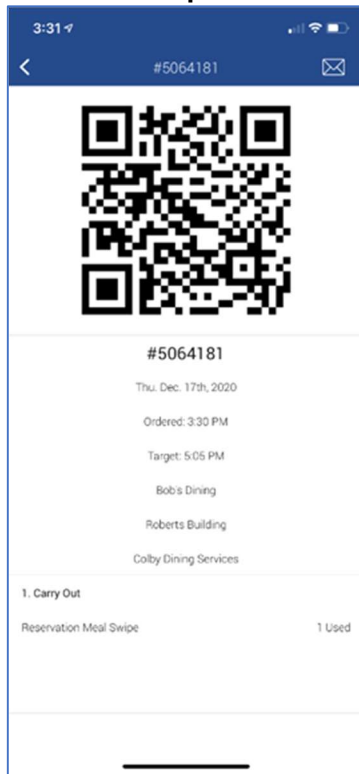 3:31
#5064181
#5064181
Thu. Dec. 17th, 2020
Ordered: 3:30 PM
Target: 5:05 PM
Bob's Dining
Roberts Building
Colby Dining Services
1. Carry Out
Reservation Meal Swipe 1 Used